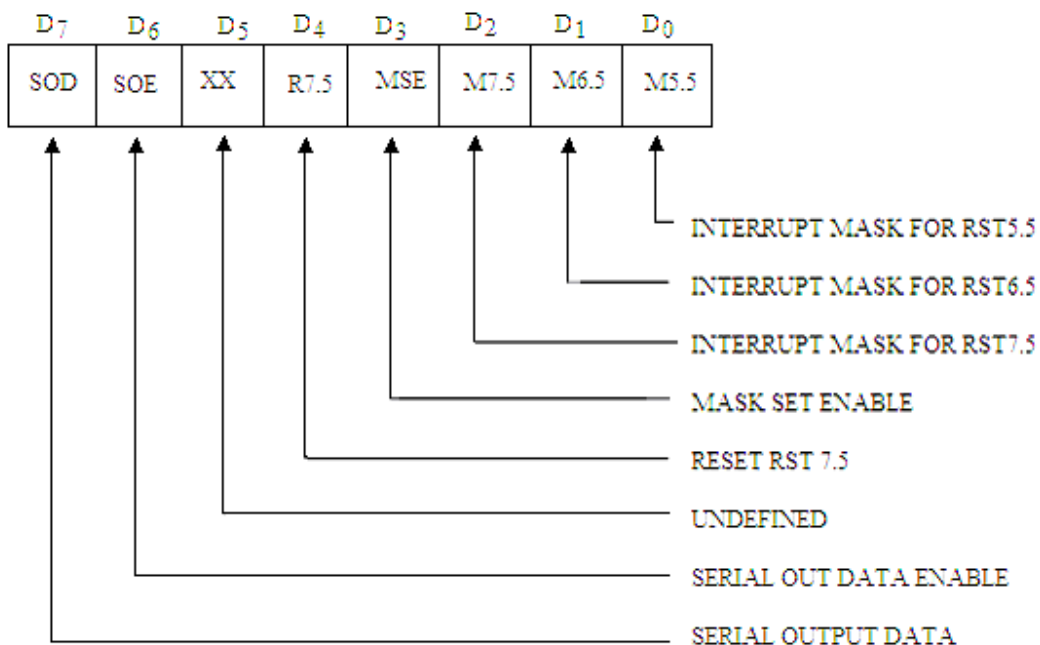 D7 D6 D5 D4 D3 D2 D1 D0
SOD SOE XX R7.5 MSE M7.5 M6.5 M5.5
INTERRUPT MASK FOR RST5.5
INTERRUPT MASK FOR RST6.5
INTERRUPT MASK FOR RST7.5
MASK SET ENABLE
RESET RST 7.5
UNDEFINED
SERIAL OUT DATA ENABLE
SERIAL OUTPUT DATA